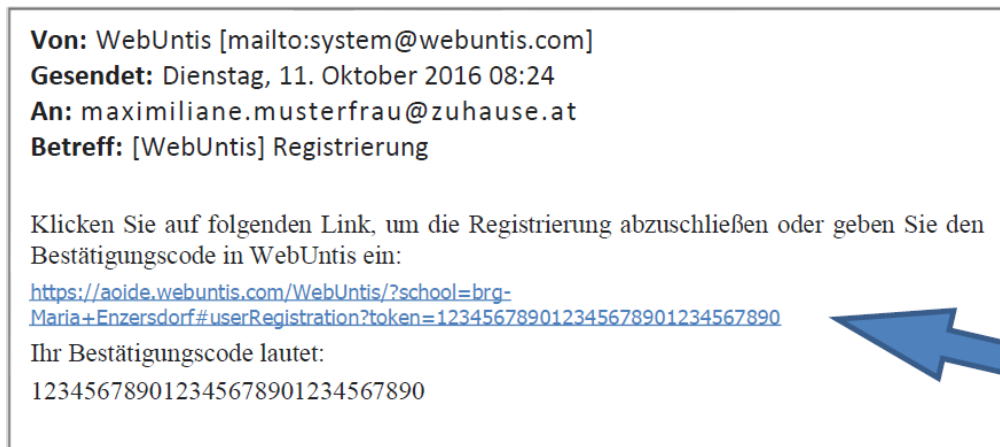 Von: WebUntis [mailto:system@webuntis.com]
Gesendet: Dienstag, 11. Oktober 2016 08:24
An: maximiliane.musterfrau@zuhause.at
Betreff: [WebUntis] Registrierung
Klicken Sie auf folgenden Link, um die Registrierung abzuschließen oder geben Sie den
Bestätigungscode in WebUntis ein:
https://aoide.webuntis.com/WebUntis/?school=brg-
Maria+Enzersdorf#userRegistration?token=123456789012345678901234567890
Ihr Bestätigungscode lautet:
123456789012345678901234567890